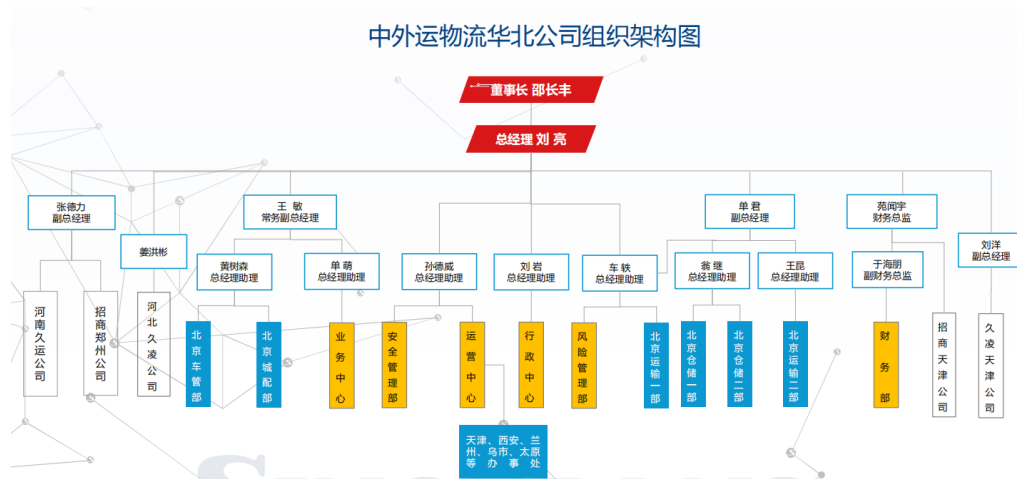 中外运物流华北公司组织架构图
董事长 邵长丰
总经理 刘 亮
张德力
副总经理
王 敏
常务副总经理
单 君
副总经理
苑闻宇
财务总监
姜洪彬
刘洋
副总经理
黄树森
总经理助理
单 萌
总经理助理
孙德威
总经理助理
刘 岩
总经理助理
车 轶
总经理助理
翁 继
总经理助理
王昆
总经理助理
于海朋
副财务总监
河南久运公司
招商郑州公司
河北久凌公司
北京车管部
北京城配部
业务中心
安全管理部
运营中心
行政中心
风险管理部
北京运输一部
北京仓储一部
北京仓储二部
北京运输二部
财务部
招商天津公司
久凌天津公司
天津、西安、兰
州、乌市、太原
等办事处